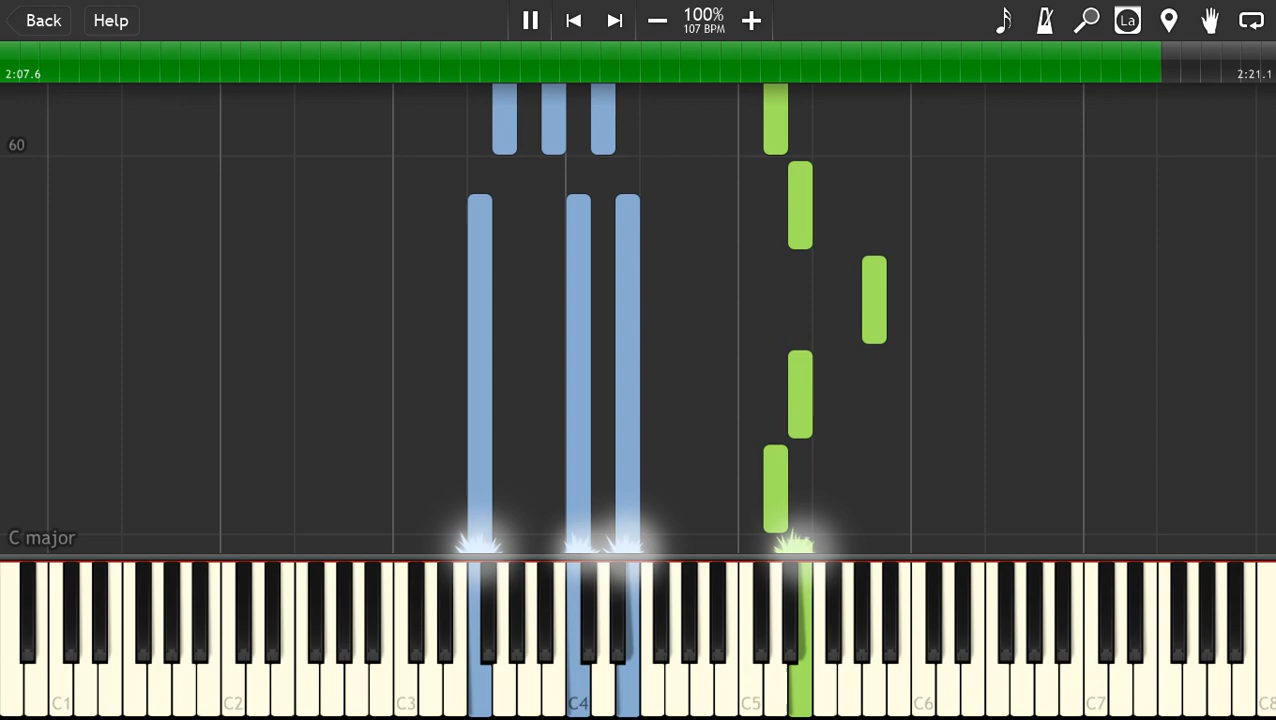 Back
Help
100%
107 BPM
La
2:07.6
2:21.1
60
C major
C1
C2
C3
C4
C5
C6
C7
C8